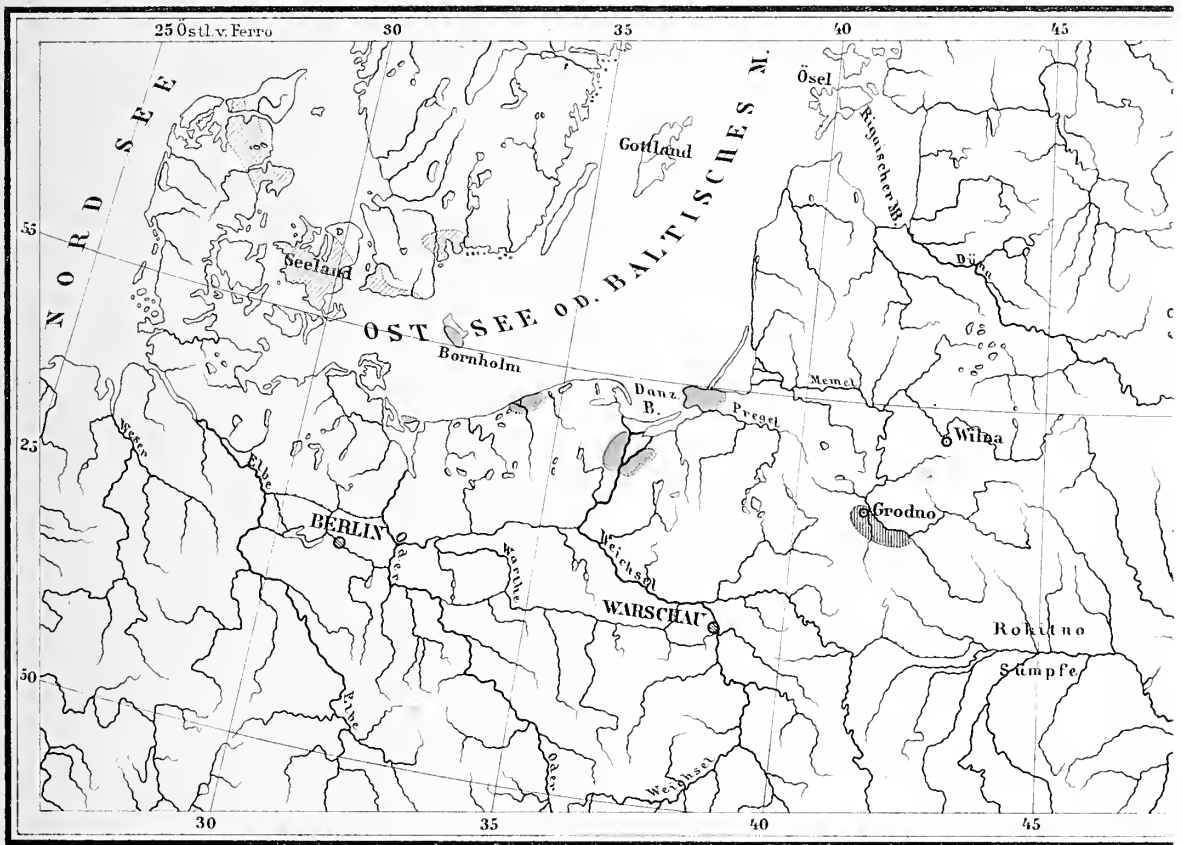 25 Östl. v. Ferro 30 35 40 45
NORD SEE
Ösel
Gottland
Rigaischer MB.
55
Seeland
Düna
OST SEE OD. BALTISCHES M.
Bornholm
Memel
Danz.
B.
Pregel
Wilna
Weser
25
Elbe
Grodno
BERLIN
Oder
Warthe
Weichsel
WARSCHAU
Rokitno
Sümpfe
50
Elbe
Oder
Weichsel
30 35 40 45